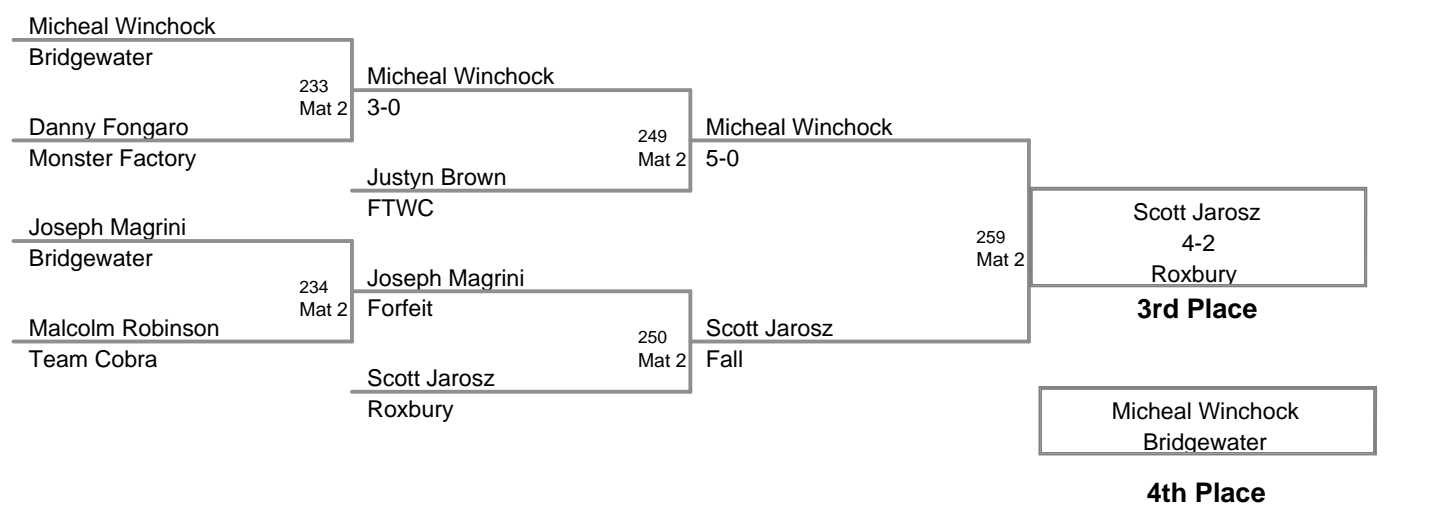 Micheal Winchock
Bridgewater
233
Mat 2
Danny Fongaro
Monster Factory
Joseph Magrini
Bridgewater
234
Mat 2
Malcolm Robinson
Team Cobra
Micheal Winchock
3-0
249
Mat 2
Justyn Brown
FTWC
Joseph Magrini
Forfeit
250
Mat 2
Scott Jarosz
Roxbury
Micheal Winchock
5-0
259
Mat 2
Scott Jarosz
Fall
Scott Jarosz
4-2
Roxbury
3rd Place
Micheal Winchock
Bridgewater
4th Place